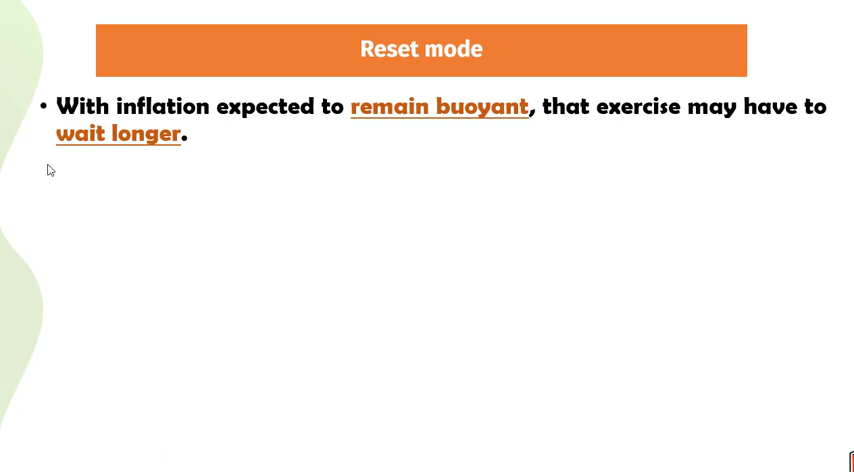 Reset mode
• With inflation expected to remain buoyant, that exercise may have to
wait longer.